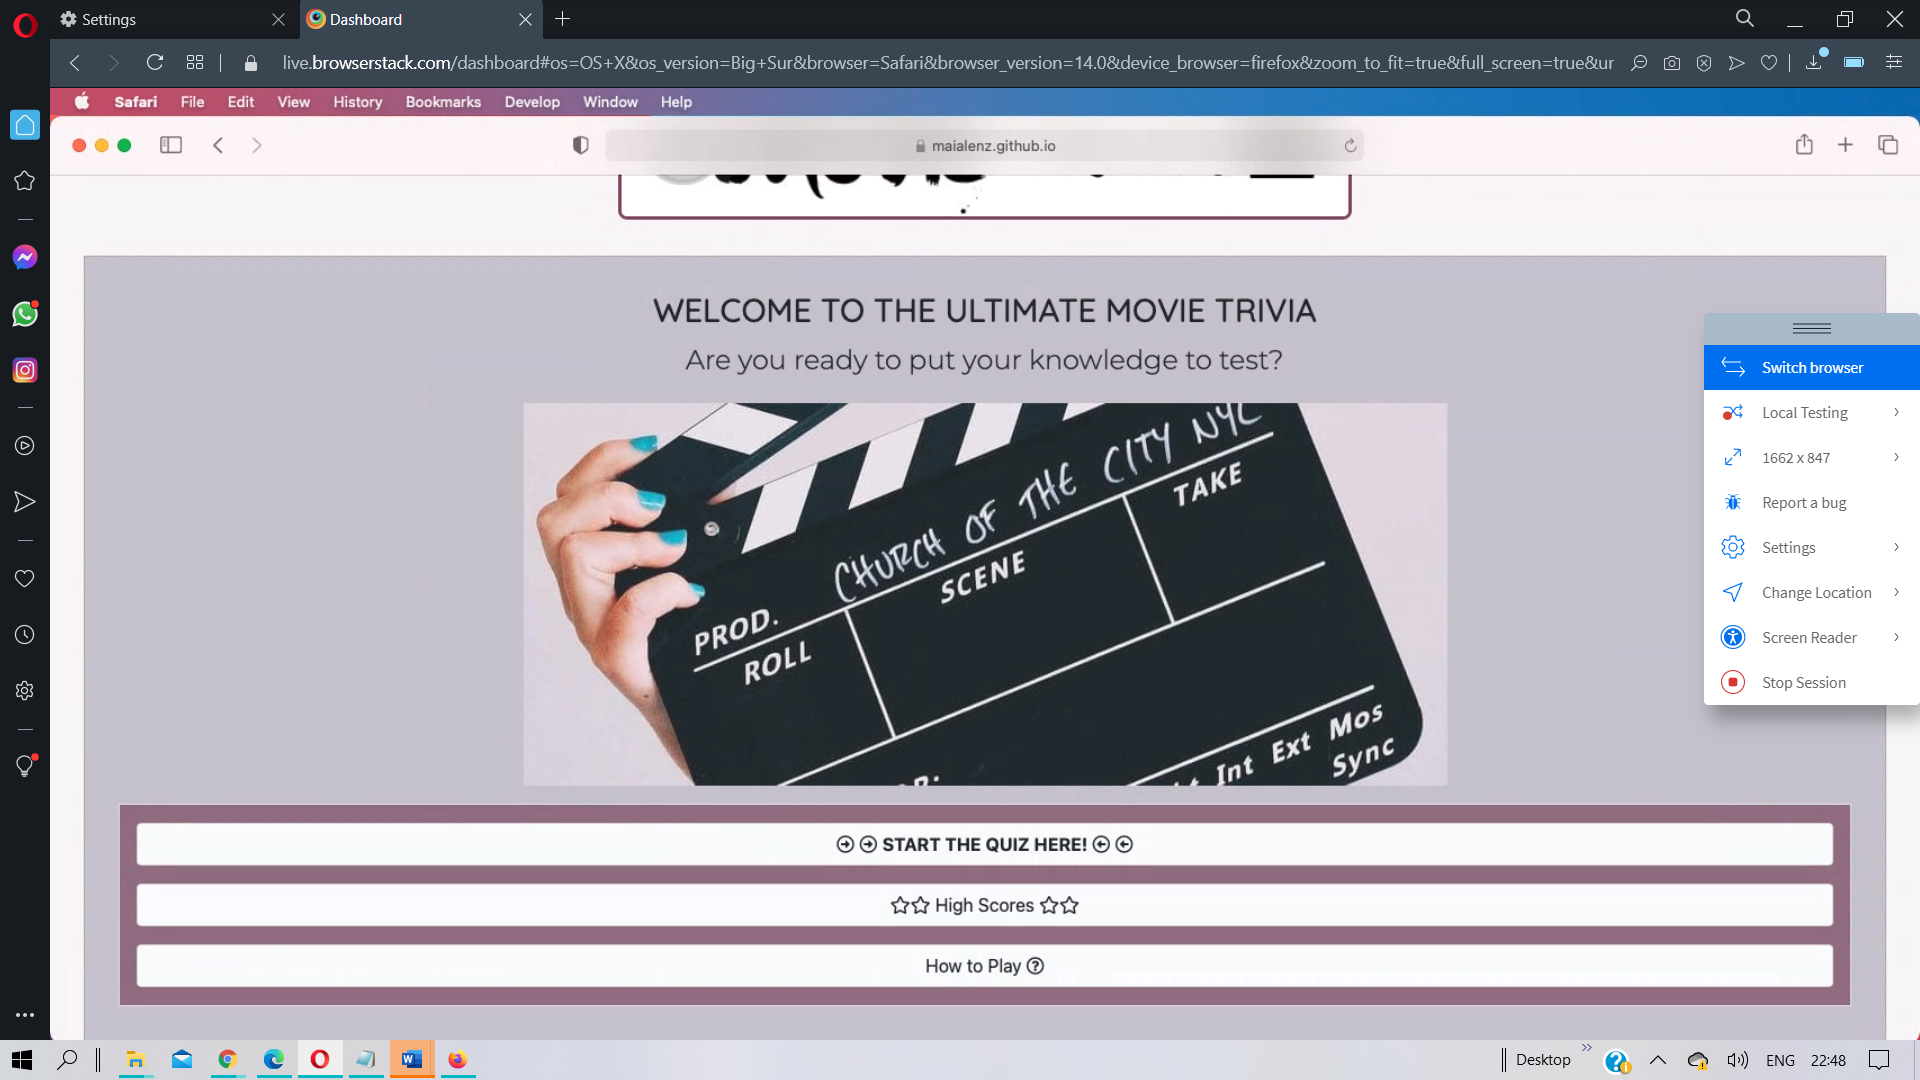 Settings
Dashboard
live.browserstack.com/dashboard#os=OS+X&os_version=Big+Sur&browser=Safari&browser_version=14.0&device_browser=firefox&zoom_to_fit=true&full_screen=true&ur
Safari File Edit View History Bookmarks Develop Window Help
maialenz.github.io
WELCOME TO THE ULTIMATE MOVIE TRIVIA
Are you ready to put your knowledge to test?
CHURCH OF THE CITY NYC
PROD.
SCENE
TAKE
ROLL
Int Ext Mos
Sync
START THE QUIZ HERE!
High Scores
How to Play
Switch browser
Local Testing
1662 x 847
Report a bug
Settings
Change Location
Screen Reader
Stop Session
Desktop
ENG
22:48